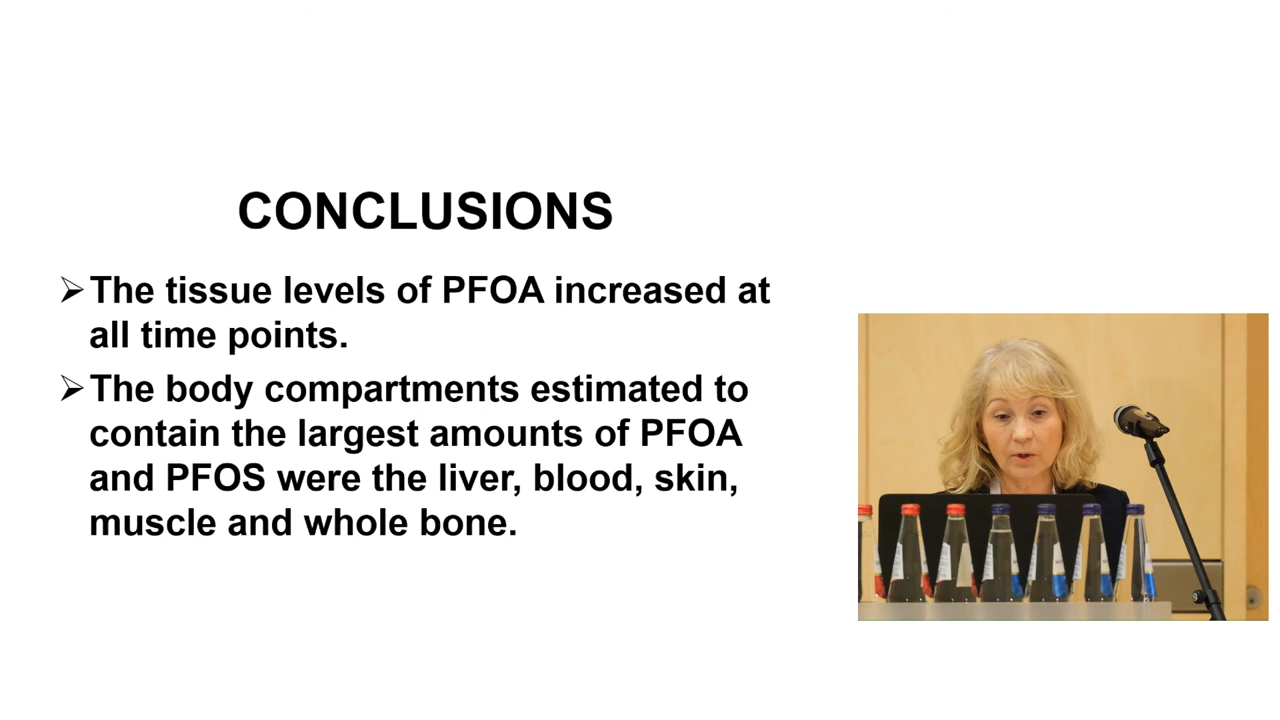 CONCLUSIONS
➢The tissue levels of PFOA increased at
all time points.
➢The body compartments estimated to
contain the largest amounts of PFOA
and PFOS were the liver, blood, skin,
muscle and whole bone.